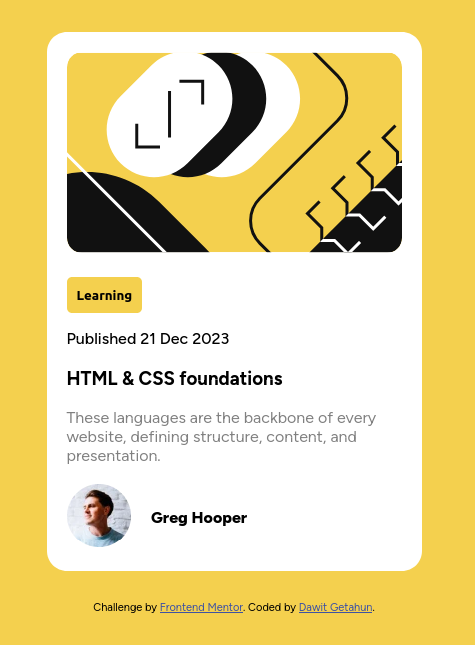 Learning
Published 21 Dec 2023
HTML & CSS foundations
These languages are the backbone of every
website, defining structure, content, and
presentation.
Greg Hooper
Challenge by Frontend Mentor. Coded by Dawit Getahun.